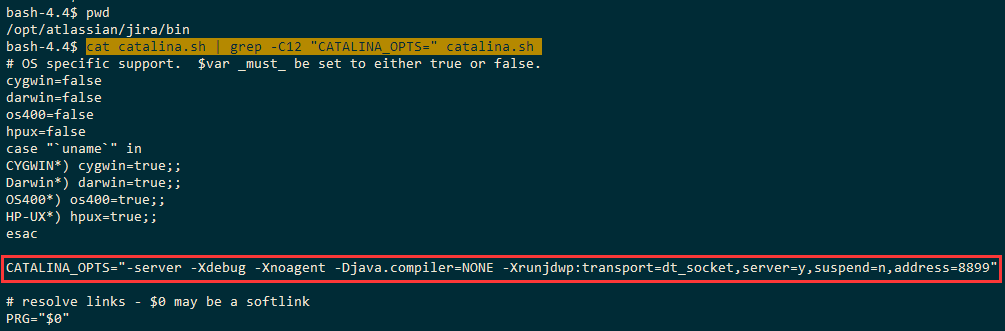 bash-4.4$ pwd
/opt/atlassian/jira/bin
bash-4.4$ cat catalina.sh | grep -C12 "CATALINA_OPTS=" catalina.sh
# OS specific support.  $var _must_ be set to either true or false.
cygwin=false
darwin=false
os400=false
hpux=false
case "`uname`" in
CYGWIN*) cygwin=true;;
Darwin*) darwin=true;;
OS400*) os400=true;;
HP-UX*) hpux=true;;
esac
CATALINA_OPTS="-server -Xdebug -Xnoagent -Djava.compiler=NONE -Xrunjdwp:transport=dt_socket,server=y,suspend=n,address=8899"
# resolve links - $0 may be a softlink
PRG="$0"